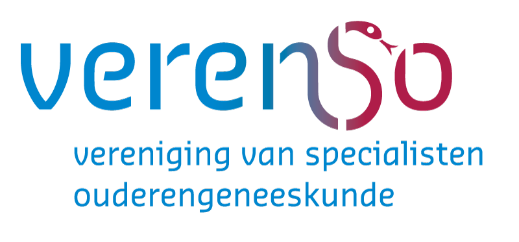 verenso
vereniging van specialisten
ouderengeneeskunde